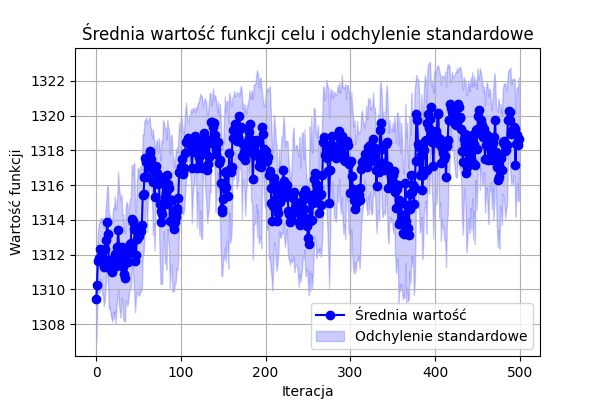 Średnia wartość funkcji celu i odchylenie standardowe
Wartość funkcji
1322
1320
1318
1316
1314
1312
1310
1308
0 100 200 300 400 500
Iteracja
Średnia wartość
Odchylenie standardowe